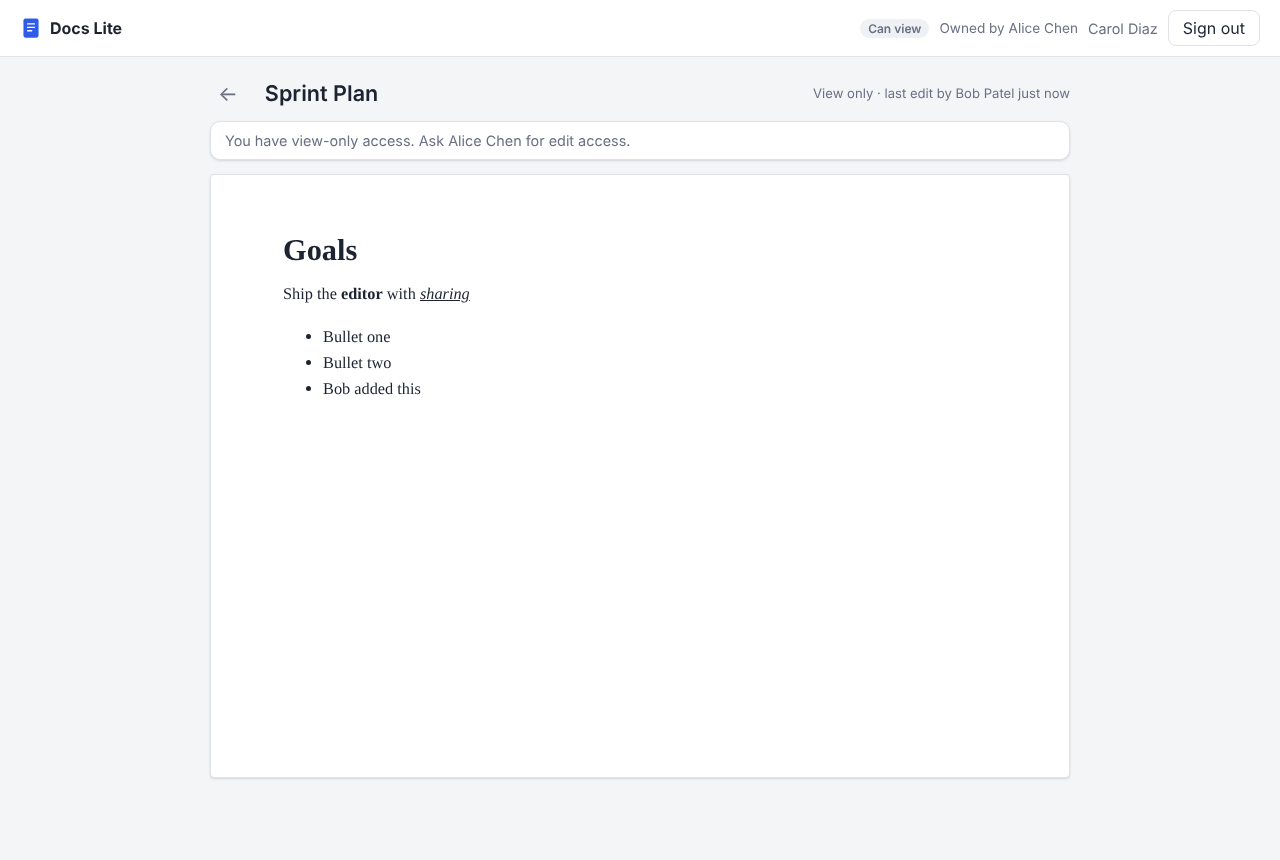 Docs Lite
Can view Owned by Alice Chen Carol Diaz Sign out
Sprint Plan
View only · last edit by Bob Patel just now
You have view-only access. Ask Alice Chen for edit access.
Goals
Ship the editor with sharing
• Bullet one
• Bullet two
• Bob added this